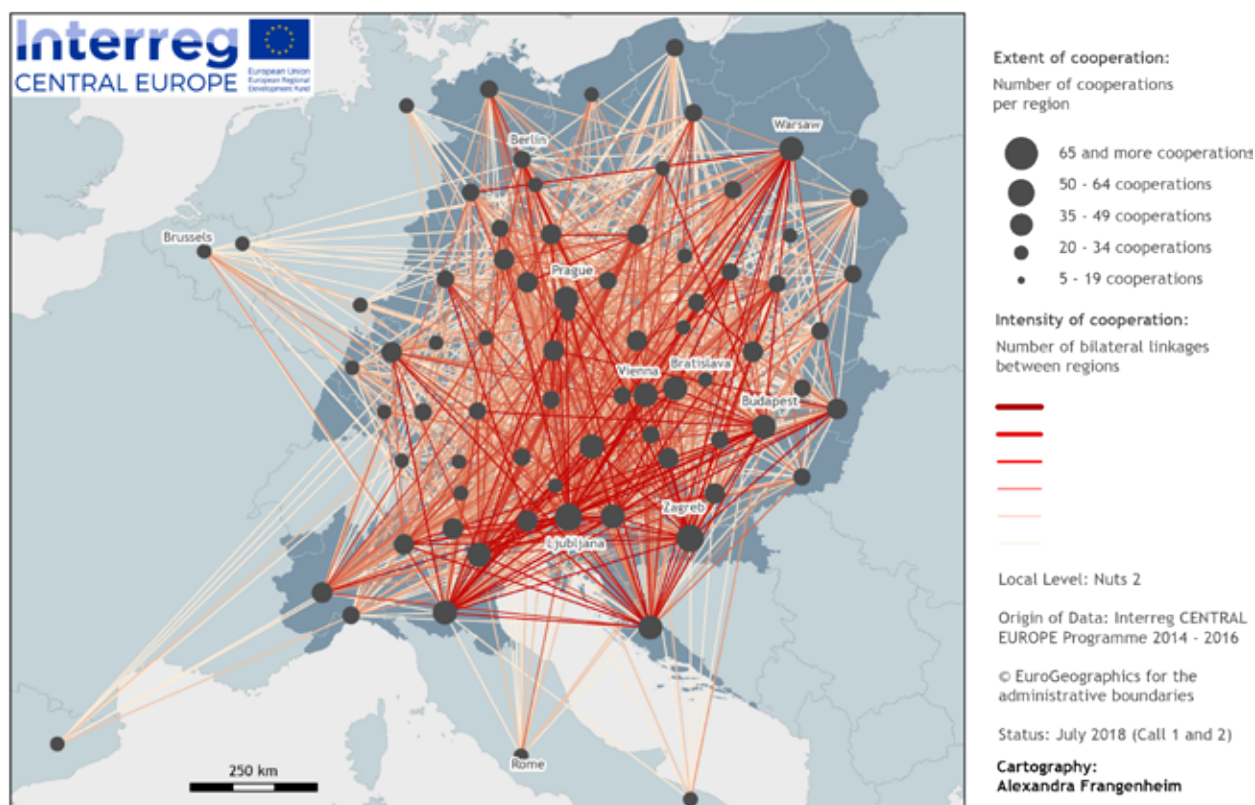 Interreg
CENTRAL EUROPE
European Union
European Regional
Development Fund
Warsaw
Berlin
Brussels
Prague
Vienna
Bratislava
Budapest
Zagreb
Ljubljana
Rome
250 km
Extent of cooperation:
Number of cooperations
per region
65 and more cooperations
50 - 64 cooperations
35 - 49 cooperations
20 - 34 cooperations
5 - 19 cooperations
Intensity of cooperation:
Number of bilateral linkages
between regions
Local Level: Nuts 2
Origin of Data: Interreg CENTRAL
EUROPE Programme 2014 - 2016
© EuroGeographics for the
administrative boundaries
Status: July 2018 (Call 1 and 2)
Cartography:
Alexandra Frangenheim